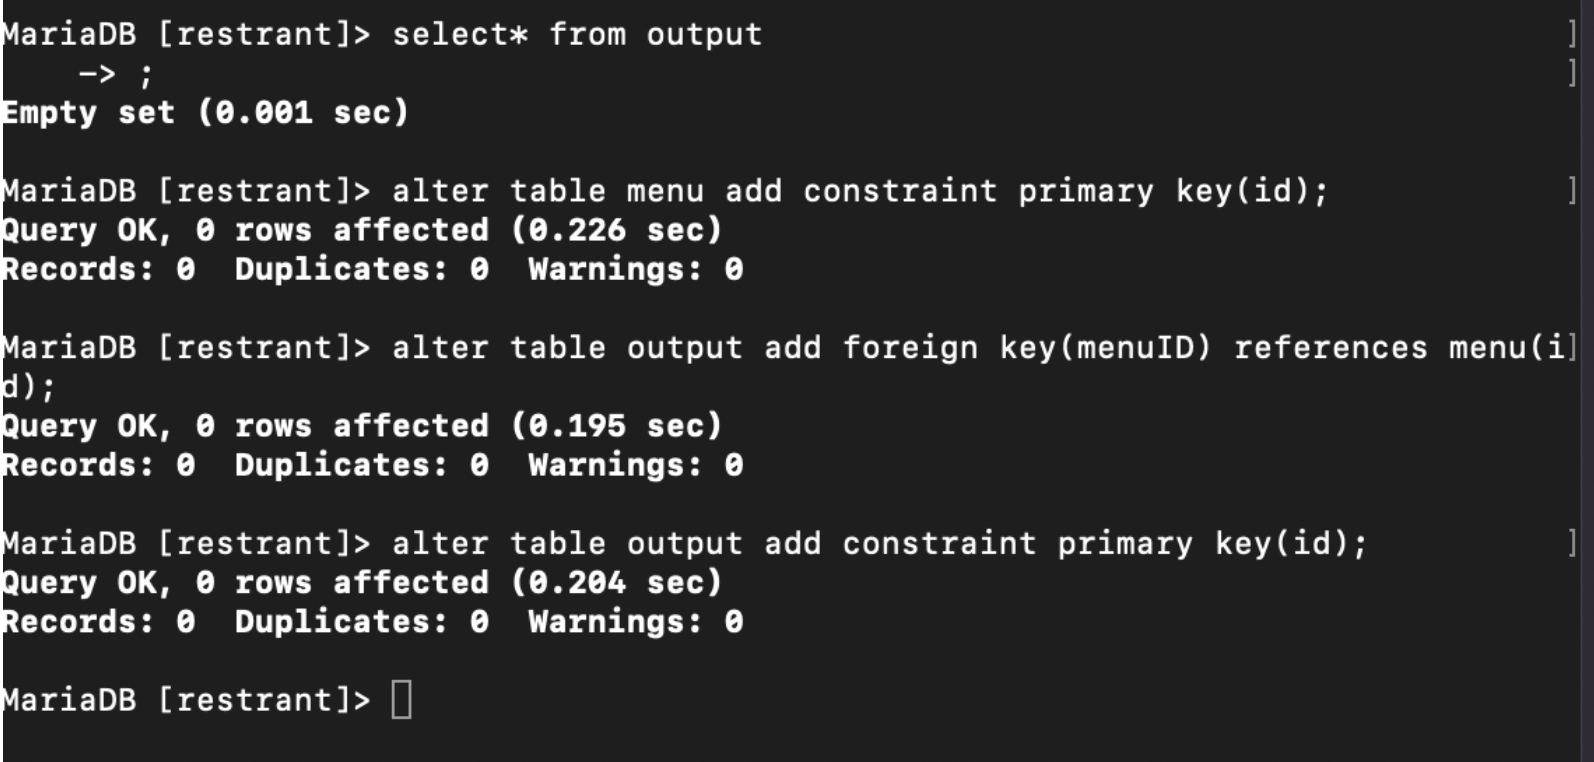 MariaDB [restrant]> select* from output ]
    -> ; ]
Empty set (0.001 sec)
MariaDB [restrant]> alter table menu add constraint primary key(id); ]
Query OK, 0 rows affected (0.226 sec)
Records: 0  Duplicates: 0  Warnings: 0
MariaDB [restrant]> alter table output add foreign key(menuID) references menu(i]
d);
Query OK, 0 rows affected (0.195 sec)
Records: 0  Duplicates: 0  Warnings: 0
MariaDB [restrant]> alter table output add constraint primary key(id); ]
Query OK, 0 rows affected (0.204 sec)
Records: 0  Duplicates: 0  Warnings: 0
MariaDB [restrant]>